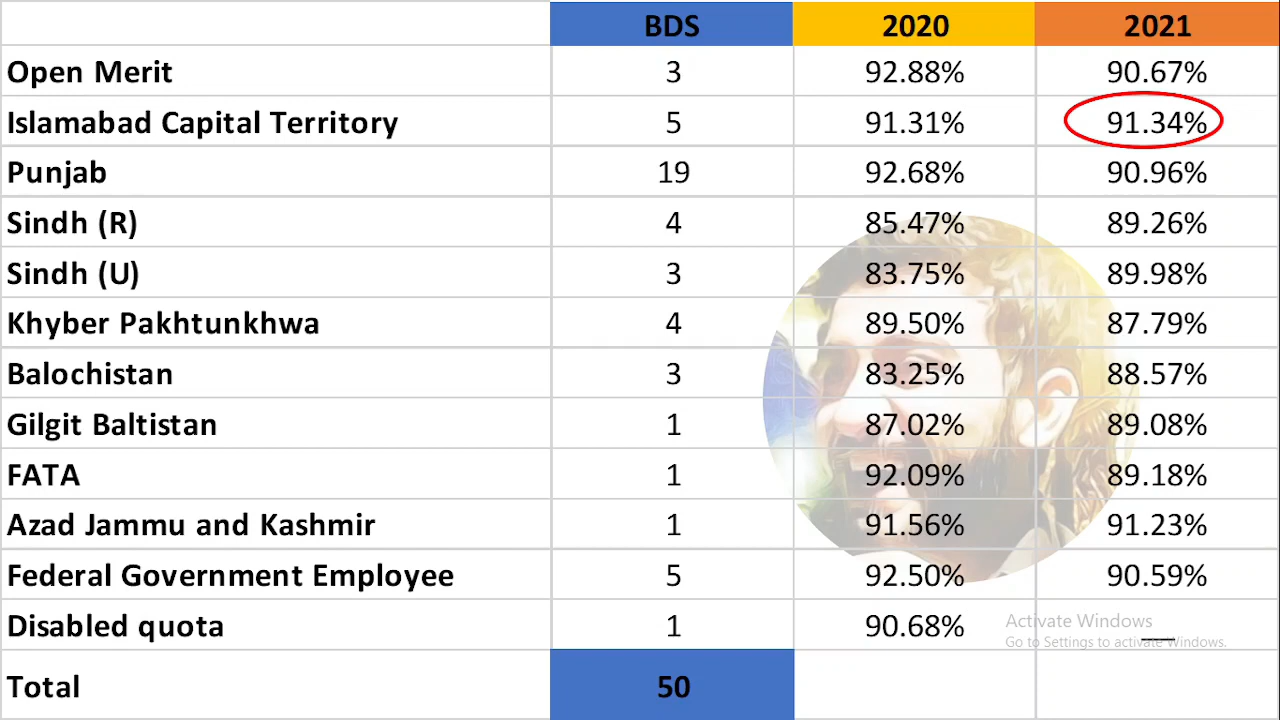 BDS 2020 2021
Open Merit 3 92.88% 90.67%
Islamabad Capital Territory 5 91.31% 91.34%
Punjab 19 92.68% 90.96%
Sindh (R) 4 85.47% 89.26%
Sindh (U) 3 83.75% 89.98%
Khyber Pakhtunkhwa 4 89.50% 87.79%
Balochistan 3 83.25% 88.57%
Gilgit Baltistan 1 87.02% 89.08%
FATA 1 92.09% 89.18%
Azad Jammu and Kashmir 1 91.56% 91.23%
Federal Government Employee 5 92.50% 90.59%
Disabled quota 1 90.68% __
Activate Windows
Go to Settings to activate Windows.
Total 50